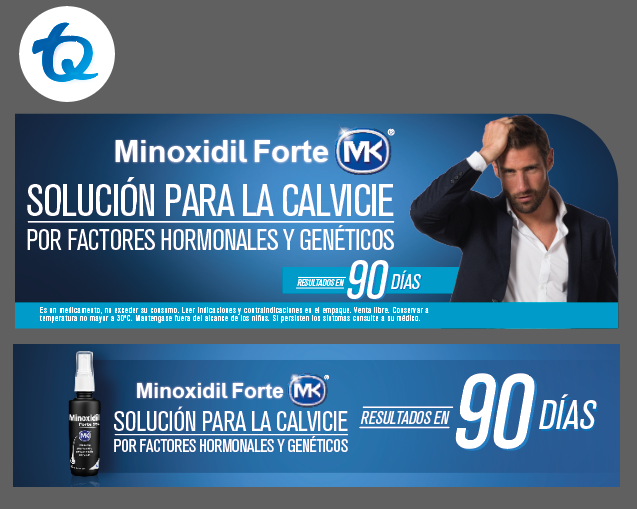 TQ
Minoxidil Forte MK®
SOLUCIÓN PARA LA CALVICIE
POR FACTORES HORMONALES Y GENÉTICOS
RESULTADOS EN 90 DÍAS
Es un medicamento, no exceder su consumo. Leer indicaciones y contraindicaciones en el empaque. Venta libre. Conservar a
temperatura no mayor a 30°C. Mantengase fuera del alcance de los niños. Si persisten los síntomas consulte a su médico.
Minoxidil Forte MK®
SOLUCIÓN PARA LA CALVICIE
POR FACTORES HORMONALES Y GENÉTICOS
RESULTADOS EN 90 DÍAS
Minoxidil
Forte
MK